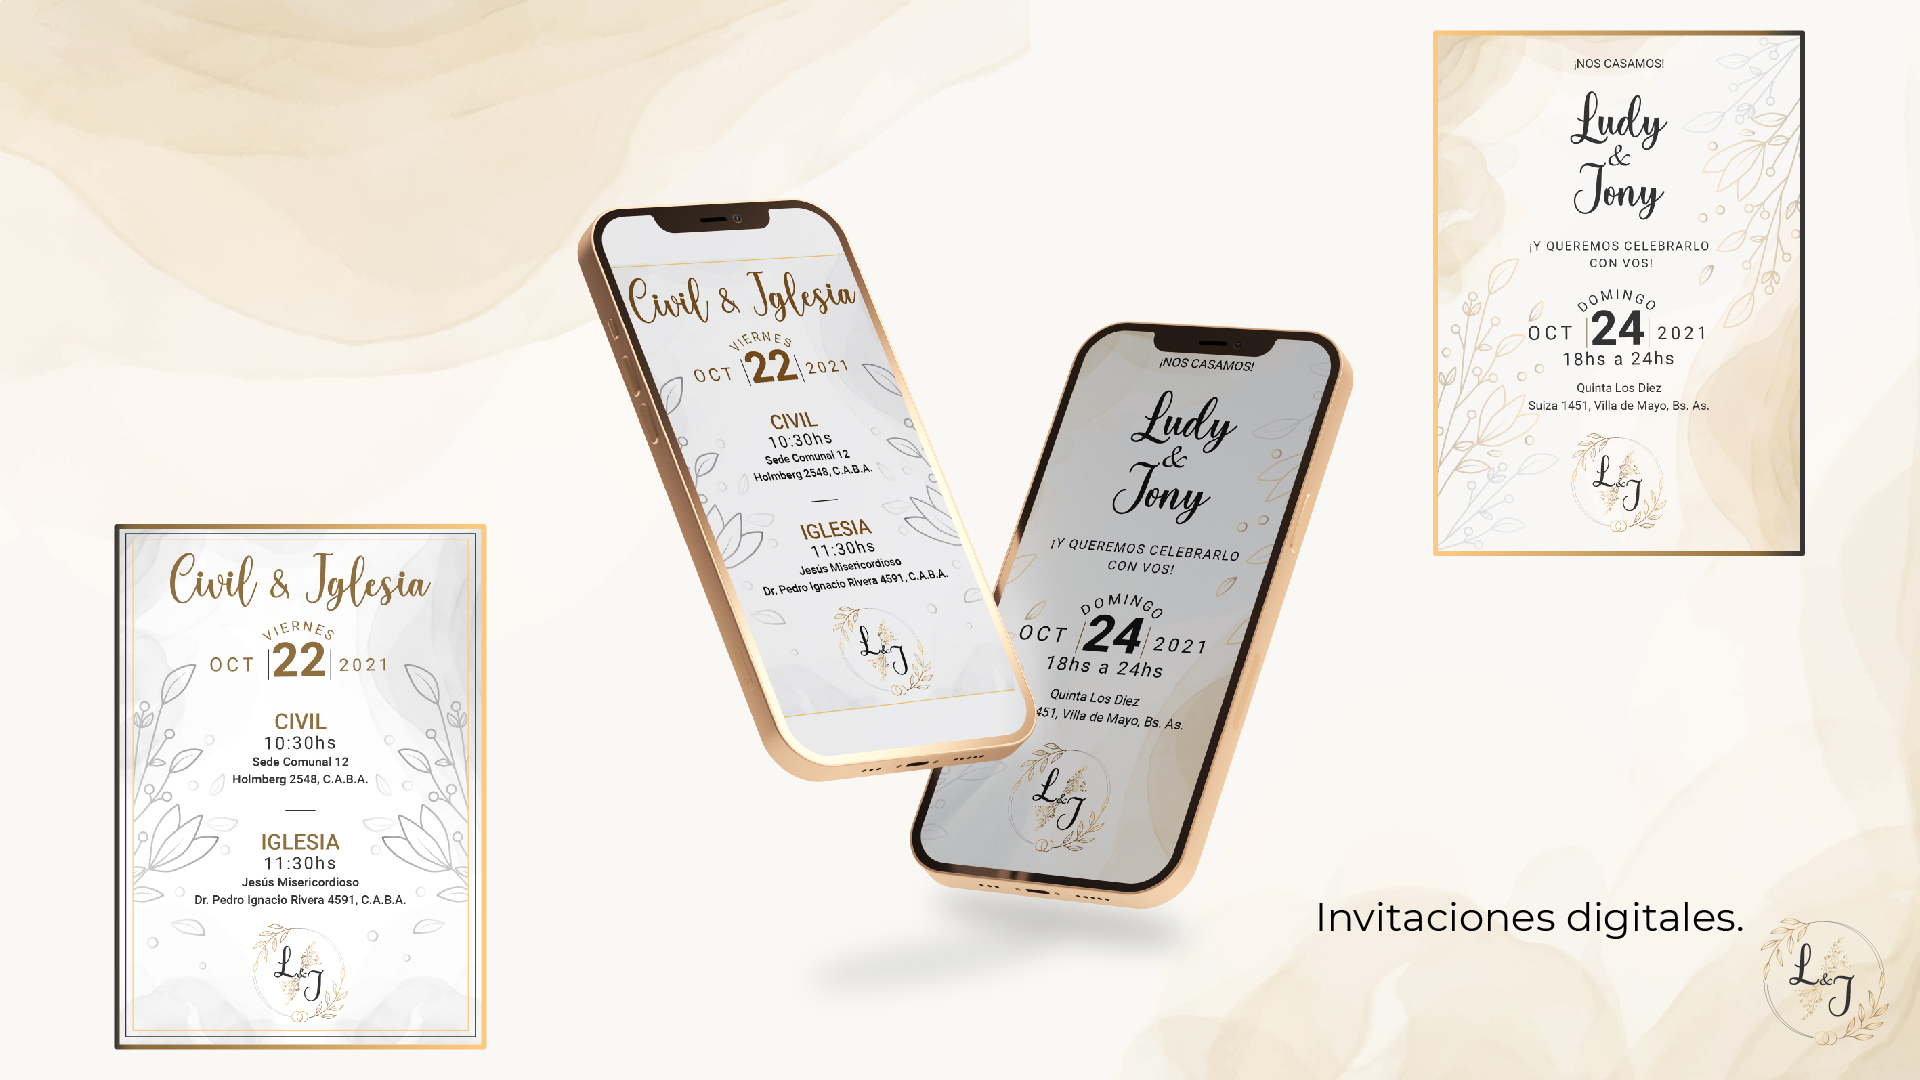 Civil & Iglesia
VIERNES
OCT 22 2021
CIVIL
10:30hs
Sede Comunal 12
Holmberg 2548, C.A.B.A.
IGLESIA
11:30hs
Jesús Misericordioso
Dr. Pedro Ignacio Rivera 4591, C.A.B.A.
L&J
Civil & Iglesia
VIERNES
OCT 22 2021
CIVIL
10:30hs
Sede Comunal 12
Holmberg 2548, C.A.B.A.
IGLESIA
11:30hs
Jesús Misericordioso
Dr. Pedro Ignacio Rivera 4591, C.A.B.A.
L&J
¡NOS CASAMOS!
Ludy
&
Jony
¡Y QUEREMOS CELEBRARLO
CON VOS!
DOMINGO
OCT 24 2021
18hs a 24hs
Quinta Los Diez
451, Villa de Mayo, Bs. As.
L&J
¡NOS CASAMOS!
Ludy
&
Jony
¡Y QUEREMOS CELEBRARLO
CON VOS!
DOMINGO
OCT 24 2021
18hs a 24hs
Quinta Los Diez
Suiza 1451, Villa de Mayo, Bs. As.
L&J
Invitaciones digitales.
L&J